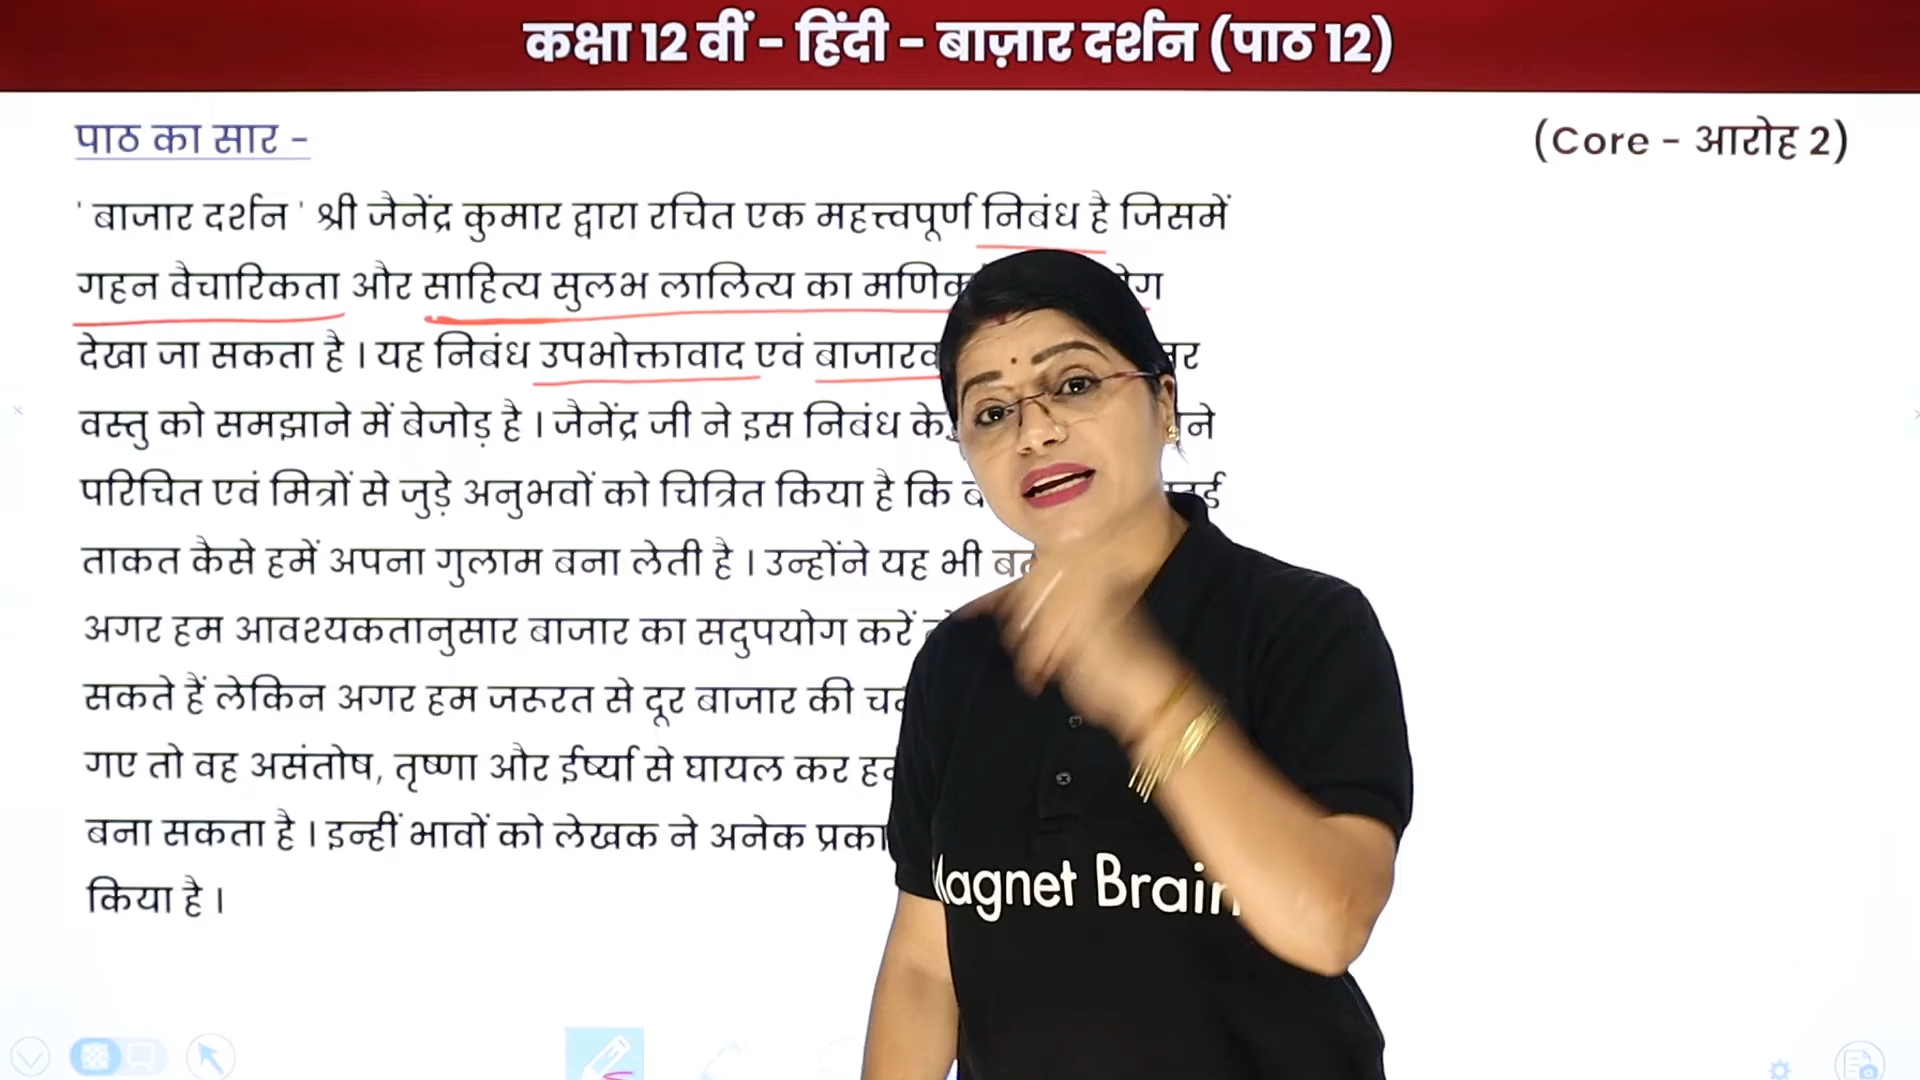 कक्षा 12 वीं - हिंदी - बाज़ार दर्शन (पाठ 12)
पाठ का सार -
(Core - आरोह 2)
' बाजार दर्शन ' श्री जैनेंद्र कुमार द्वारा रचित एक महत्त्वपूर्ण निबंध है जिसमें
गहन वैचारिकता और साहित्य सुलभ लालित्य का
देखा जा सकता है । यह निबंध उपभोक्तावाद एवं
वस्तु को समझाने में बेजोड़ है । जैनेंद्र जी ने इस निबंध के
परिचित एवं मित्रों से जुड़े अनुभवों को चित्रित किया है कि
ताकत कैसे हमें अपना गुलाम बना लेती है । उन्होंने यह भी
अगर हम आवश्यकतानुसार बाजार का सदुपयोग करें
सकते हैं लेकिन अगर हम जरूरत से दूर बाजार की
गए तो वह असंतोष, तृष्णा और ईर्ष्या से घायल कर
बना सकता है । इन्हीं भावों को लेखक ने अनेक
किया है ।
Magnet Brain